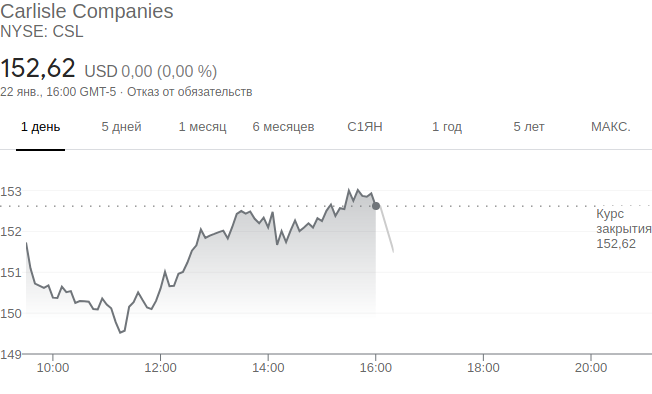 Carlisle Companies
NYSE: CSL
152,62 USD 0,00 (0,00 %)
22 янв., 16:00 GMT-5 · Отказ от обязательств
1 день 5 дней 1 месяц 6 месяцев С1ЯН 1 год 5 лет МАКС.
153
Курс
закрытия
152,62
152
151
150
149
10:00 12:00 14:00 16:00 18:00 20:00